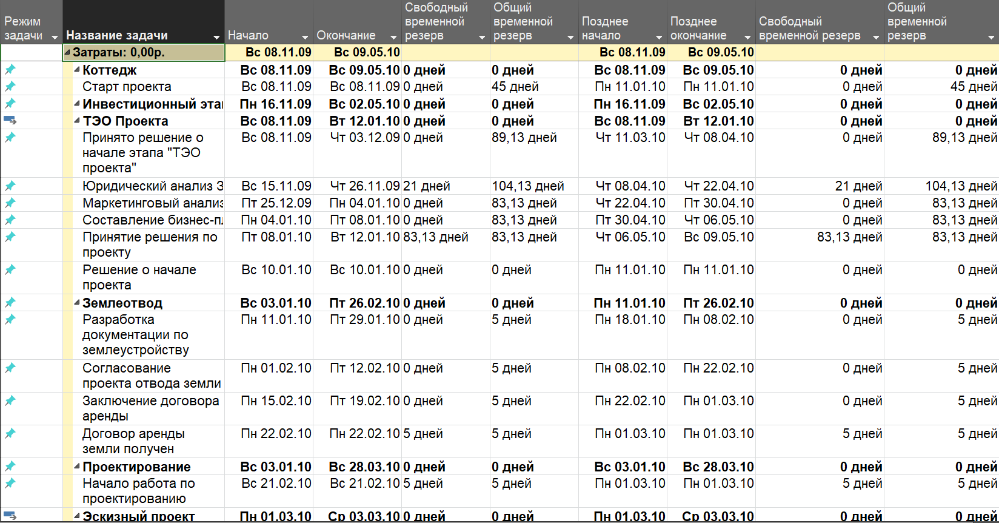 Режим задачи	Название задачи	Начало	Окончание	Свободный временной резерв	Общий временной резерв	Позднее начало	Позднее окончание	Свободный временной резерв	Общий временной резерв
Затраты: 0,00р.	Вс 08.11.09	Вс 09.05.10			Вс 08.11.09	Вс 09.05.10
Коттедж	Вс 08.11.09	Вс 09.05.10	0 дней	0 дней	Вс 08.11.09	Вс 09.05.10	0 дней	0 дней
Старт проекта	Вс 08.11.09	Вс 08.11.09	0 дней	45 дней	Пн 11.01.10	Пн 11.01.10	0 дней	45 дней
Инвестиционный эта	Пн 16.11.09	Вс 02.05.10	0 дней	0 дней	Пн 16.11.09	Вс 02.05.10	0 дней	0 дней
ТЭО Проекта	Вс 08.11.09	Вт 12.01.10	0 дней	0 дней	Вс 08.11.09	Вт 12.01.10	0 дней	0 дней
Принято решение о	Вс 08.11.09	Чт 03.12.09	0 дней	89,13 дней	Чт 11.03.10	Чт 08.04.10	0 дней	89,13 дней
начале этапа "ТЭО
проекта"
Юридический анализ З	Вс 15.11.09	Чт 26.11.09	21 дней	104,13 дней	Чт 08.04.10	Чт 22.04.10	21 дней	104,13 дней
Маркетинговый анализ	Пт 25.12.09	Пн 04.01.10	0 дней	83,13 дней	Чт 22.04.10	Пт 30.04.10	0 дней	83,13 дней
Составление бизнес-пл	Пн 04.01.10	Пт 08.01.10	0 дней	83,13 дней	Пт 30.04.10	Чт 06.05.10	0 дней	83,13 дней
Принятие решения по	Пт 08.01.10	Вт 12.01.10	83,13 дней	83,13 дней	Чт 06.05.10	Вс 09.05.10	83,13 дней	83,13 дней
проекту
Решение о начале	Вс 10.01.10	Вс 10.01.10	0 дней	0 дней	Пн 11.01.10	Пн 11.01.10	0 дней	0 дней
проекта
Землеотвод	Вс 03.01.10	Пт 26.02.10	0 дней	0 дней	Пн 11.01.10	Пт 26.02.10	0 дней	0 дней
Разработка	Пн 11.01.10	Пт 29.01.10	0 дней	5 дней	Пн 18.01.10	Пн 08.02.10	0 дней	5 дней
документации по
землеустройству
Согласование	Пн 01.02.10	Пт 12.02.10	0 дней	5 дней	Пн 08.02.10	Пн 22.02.10	0 дней	5 дней
проекта отвода земли
Заключение договора	Пн 15.02.10	Пт 19.02.10	0 дней	5 дней	Пн 22.02.10	Пн 01.03.10	0 дней	5 дней
аренды
Договор аренды	Пн 22.02.10	Пн 22.02.10	5 дней	5 дней	Пн 01.03.10	Пн 01.03.10	5 дней	5 дней
земли получен
Проектирование	Вс 03.01.10	Вс 28.03.10	0 дней	0 дней	Вс 03.01.10	Вс 28.03.10	0 дней	0 дней
Начало работа по	Вс 21.02.10	Вс 21.02.10	5 дней	5 дней	Пн 01.03.10	Пн 01.03.10	5 дней	5 дней
проектированию
Эскизный проект	Пн 01.03.10	Ср 03.03.10	0 дней	0 дней	Пн 01.03.10	Ср 03.03.10	0 дней	0 дней